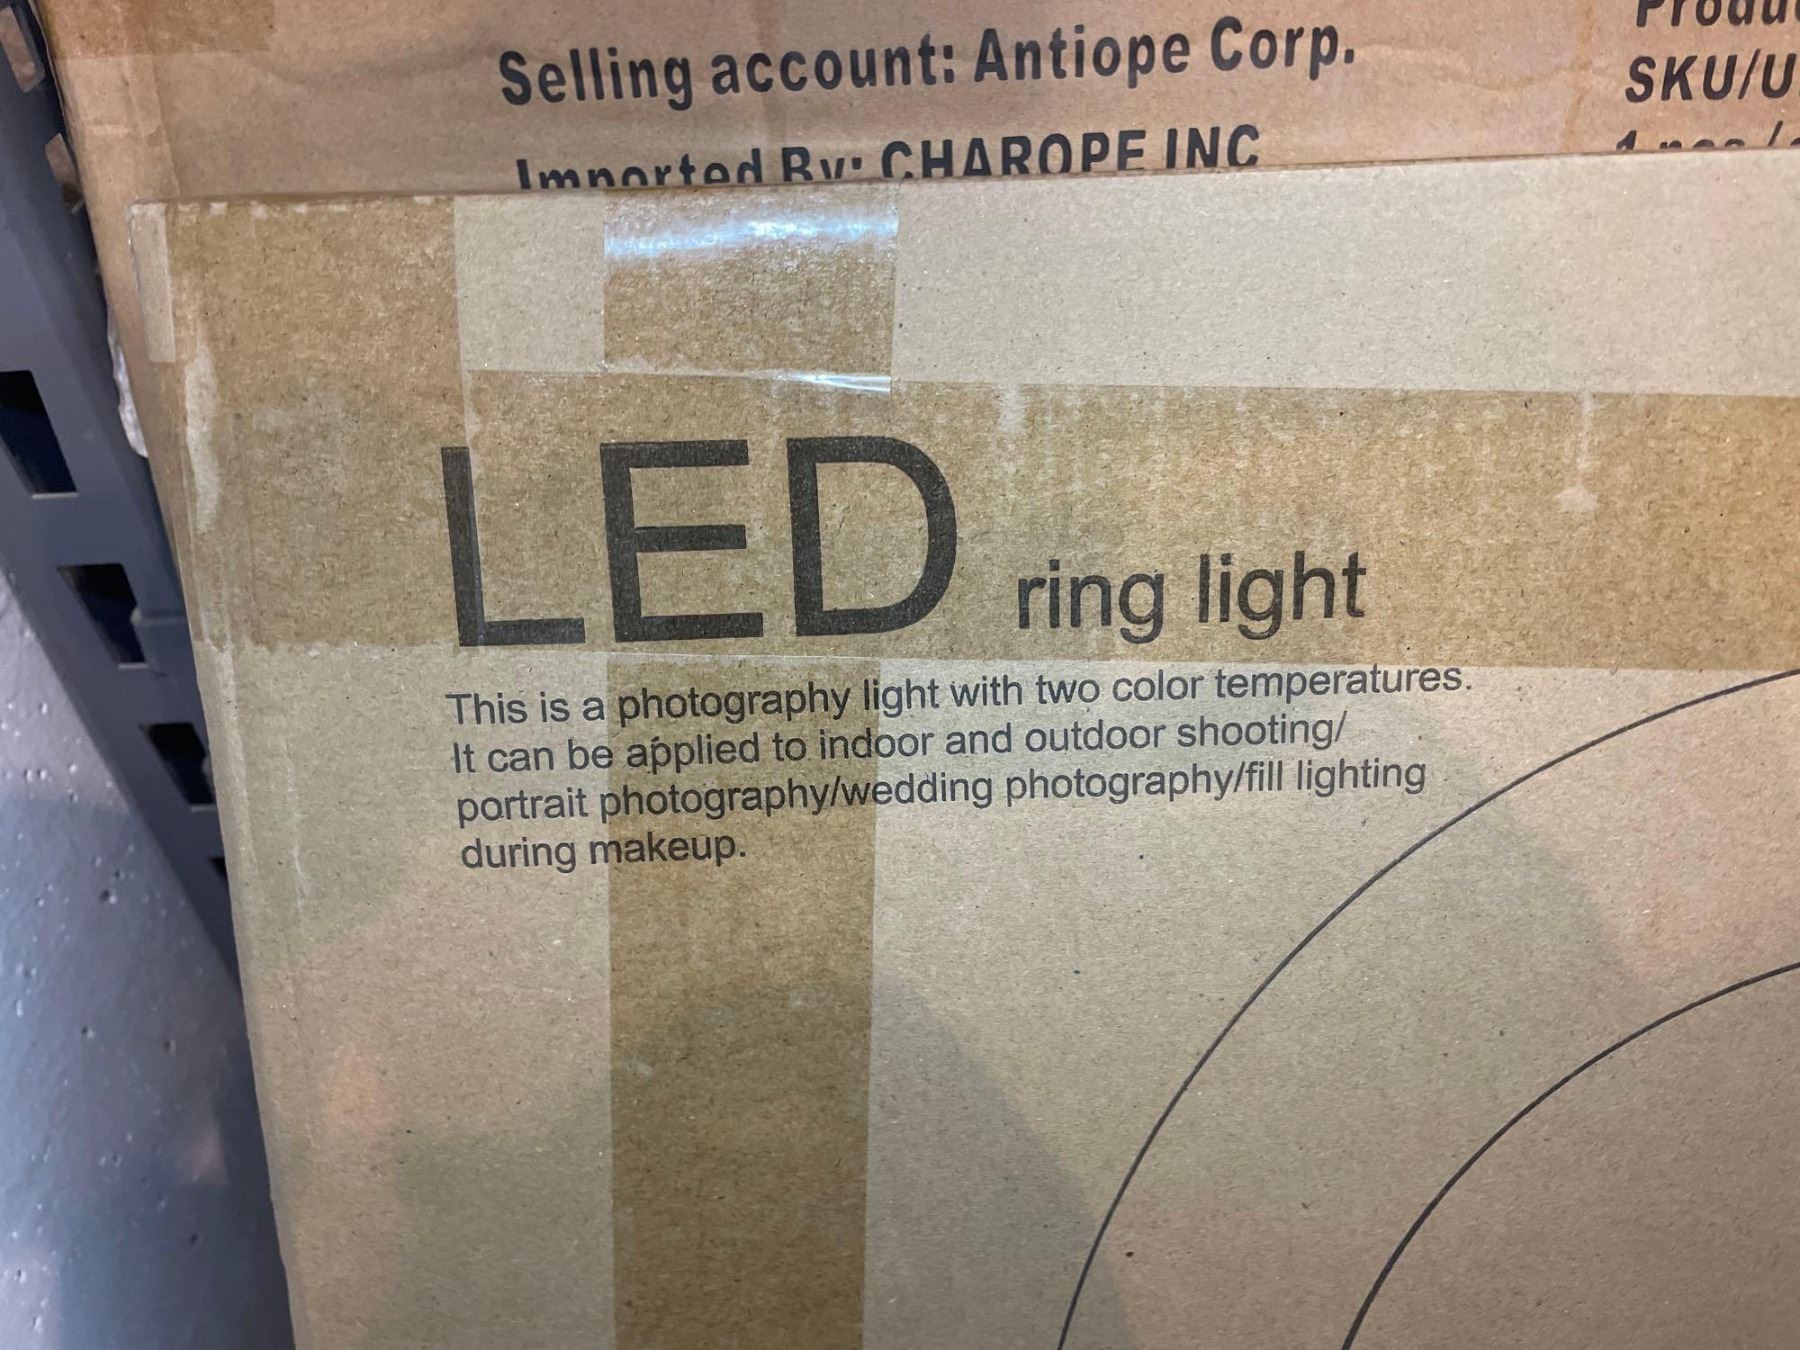 Selling account: Antiope Corp.
Imported By: CHAROPE INC
SKU/U
LED ring light
This is a photography light with two color temperatures.
It can be applied to indoor and outdoor shooting/
portrait photography/wedding photography/fill lighting
during makeup.